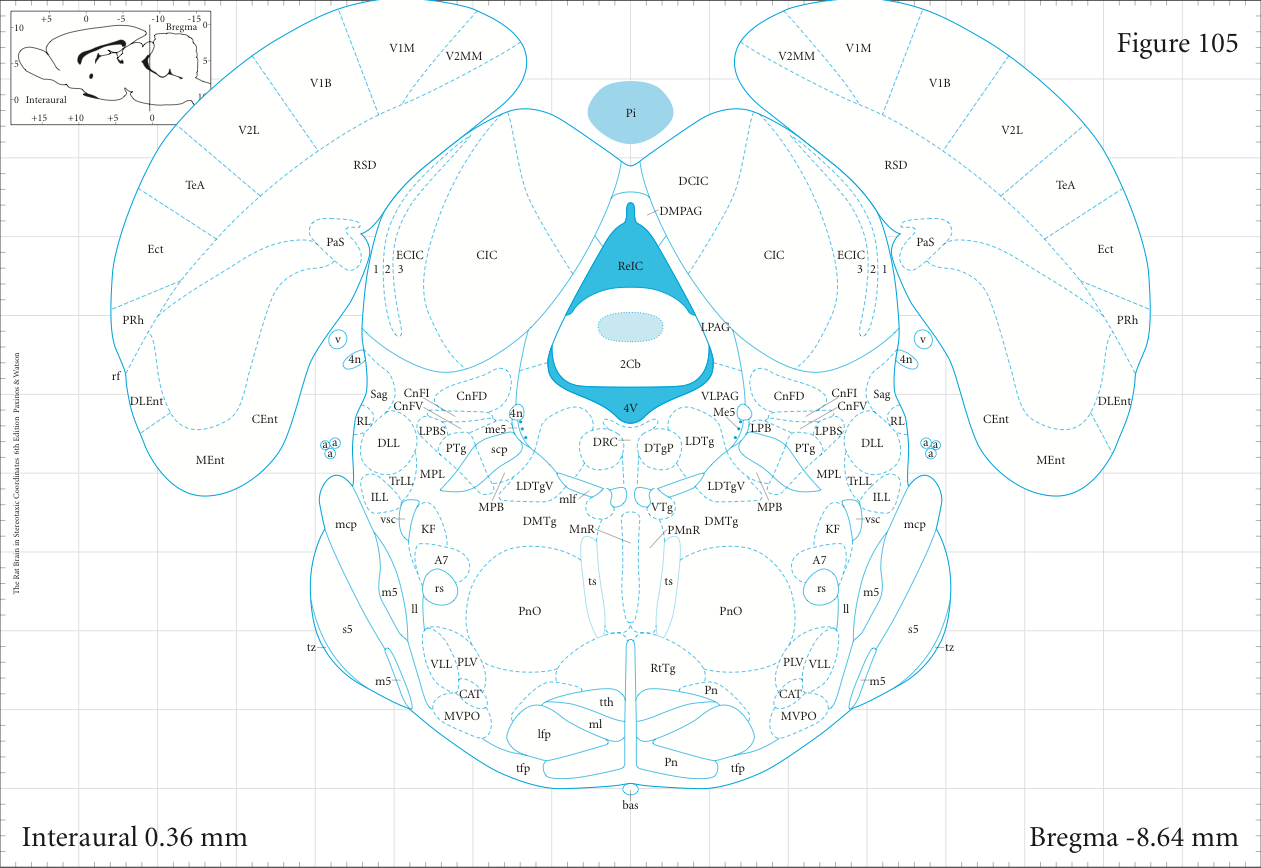 Figure 105
+5 0 -5 -10 -15
Bregma
0
10
5
5
0
Interaural
+15 +10 +5 0
V1M V1M
V2MM V2MM
V1B V1B
Pi
V2L V2L
RSD RSD
TeA DCIC TeA
DMPAG
PaS PaS
Ect Ect
ECIC CIC CIC ECIC
ReIC
1 2 3 3 2 1
PRh PRh
LPAG
v v
4n 4n
2Cb
rf
Sag CnFI CnFD VLPAG CnFD CnFI Sag
DLEnt CnFV CnFV DLEnt
4V
4n Me5
CEnt RL CEnt RL
LPBS me5 LPB LPBS
DLL DRC LDTg DLL
a a a a
PTg scp DTgP PTg
a a
MEnt MEnt
MPL MPL
TrLL LDTgV LDTgV TrLL
ILL mlf ILL
MPB VTg MPB
vsc vsc
mcp DMTg DMTg mcp
KF MnR PMnR KF
A7 A7
ts ts
rs rs
m5 m5
ll PnO PnO ll
s5 s5
tz tz
VLL PLV PLV VLL
RtTg
m5 m5
CAT Pn CAT
tth
MVPO MVPO
ml
lfp
Pn
tfp tfp
bas
The Rat Brain in Stereotaxic Coordinates 6th Edition Paxinos & Watson
Interaural 0.36 mm
Bregma -8.64 mm